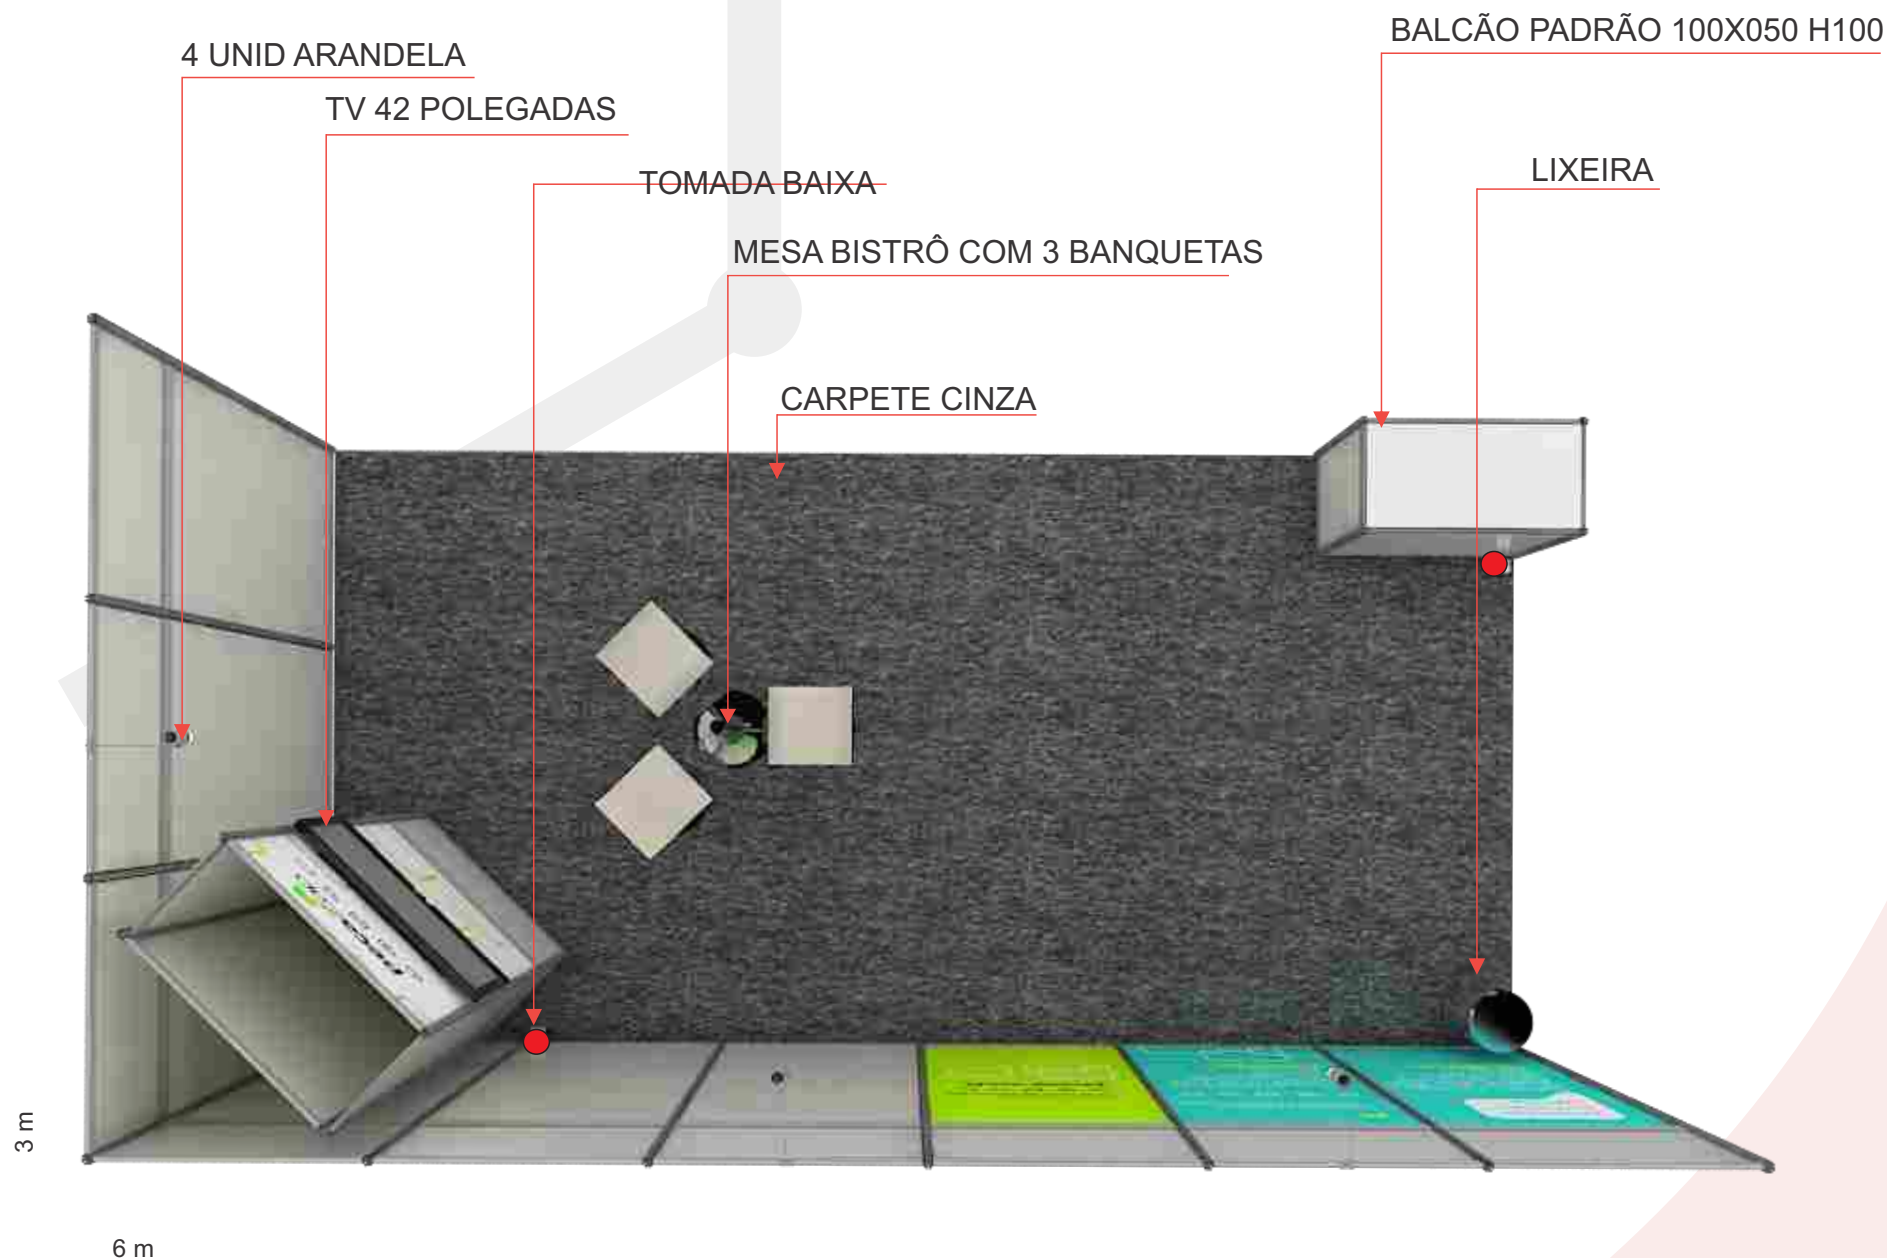 BALCÃO PADRÃO 100X050 H100
4 UNID ARANDELA
TV 42 POLEGADAS
LIXEIRA
TOMADA BAIXA
MESA BISTRÔ COM 3 BANQUETAS
CARPETE CINZA
3 m
6 m